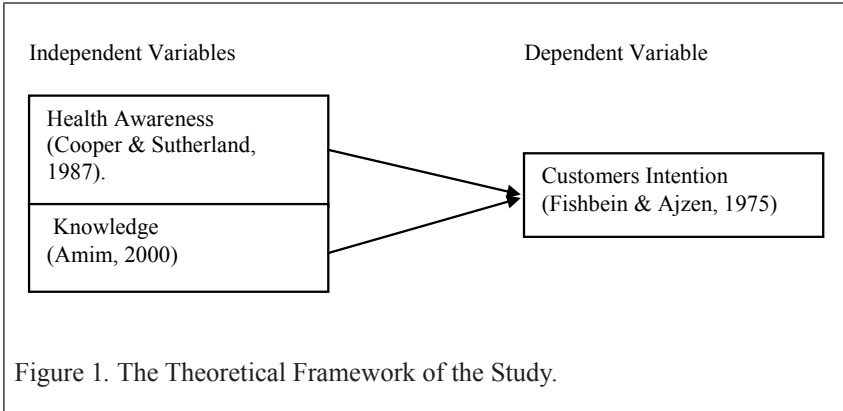 Independent Variables
Dependent Variable
Health Awareness
(Cooper & Sutherland,
1987).
Knowledge
(Amim, 2000)
Customers Intention
(Fishbein & Ajzen, 1975)
Figure 1. The Theoretical Framework of the Study.